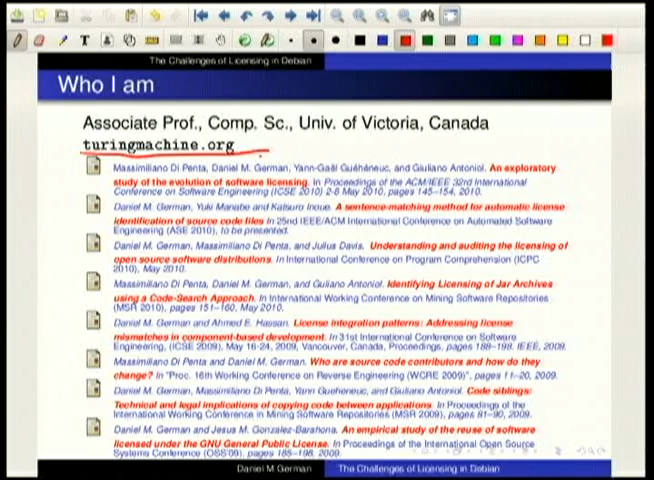 The Challenges of Licensing in Debian
Who I am
Associate Prof., Comp. Sc., Univ. of Victoria, Canada
turingmachine.org
Massimiliano Di Penta, Daniel M. German, Yann-Gaël Guéhéneuc, and Giuliano Antoniol. An exploratory
study of the evolution of software licensing. In Proceedings of the ACM/IEEE 32nd International
Conference on Software Engineering (ICSE 2010) 2-8 May 2010, pages 145–154, 2010.
Daniel M. German, Yuki Manabe and Katsuro Inoue. A sentence-matching method for automatic license
identification of source code files In 25nd IEEE/ACM International Conference on Automated Software
Engineering (ASE 2010), to be presented.
Daniel M. German, Massimiliano Di Penta, and Julius Davis. Understanding and auditing the licensing of
open source software distributions. In International Conference on Program Comprehension (ICPC
2010), May 2010.
Massimiliano Di Penta, Daniel M. German, and Guliano Antoniol. Identifying Licensing of Jar Archives
using a Code-Search Approach. In International Working Conference on Mining Software Repositories
(MSR 2010), pages 151–160, May 2010.
Daniel M. German and Ahmed E. Hassan. License integration patterns: Addressing license
mismatches in component-based development. In 31st International Conference on Software
Engineering, (ICSE 2009), May 16-24, 2009, Vancouver, Canada, Proceedings, pages 188–198. IEEE, 2009.
Massimiliano Di Penta and Daniel M. German. Who are source code contributors and how do they
change? In "Proc. 16th Working Conference on Reverse Engineering (WCRE 2009)", pages 11–20, 2009.
Daniel M. German, Massimiliano Di Penta, Yann Gueheneuc, and Giuliano Antoniol. Code siblings:
Technical and legal implications of copying code between applications. In Proceedings of the
International Working Conference in Mining Software Repositories (MSR 2009), pages 81–90, 2009.
Daniel M. German and Jesus M. Gonzalez-Barahona. An empirical study of the reuse of software
licensed under the GNU General Public License. In Proceedings of the International Open Source
Systems Conference (OSS'09), pages 185–198, 2009.
Daniel M German The Challenges of Licensing in Debian